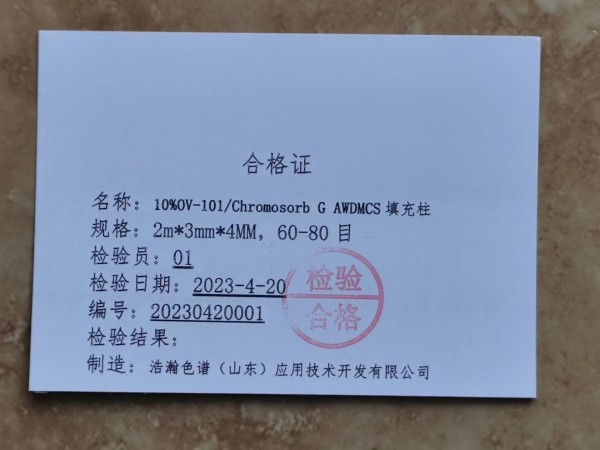 合格证
名称：10%OV-101/Chromosorb G AWDMCS 填充柱
规格：2m*3mm*4MM，60-80 目
检验员：01
检验日期：2023-4-20
编号：20230420001
检验结果：
检验
合格
制造：浩瀚色谱（山东）应用技术开发有限公司